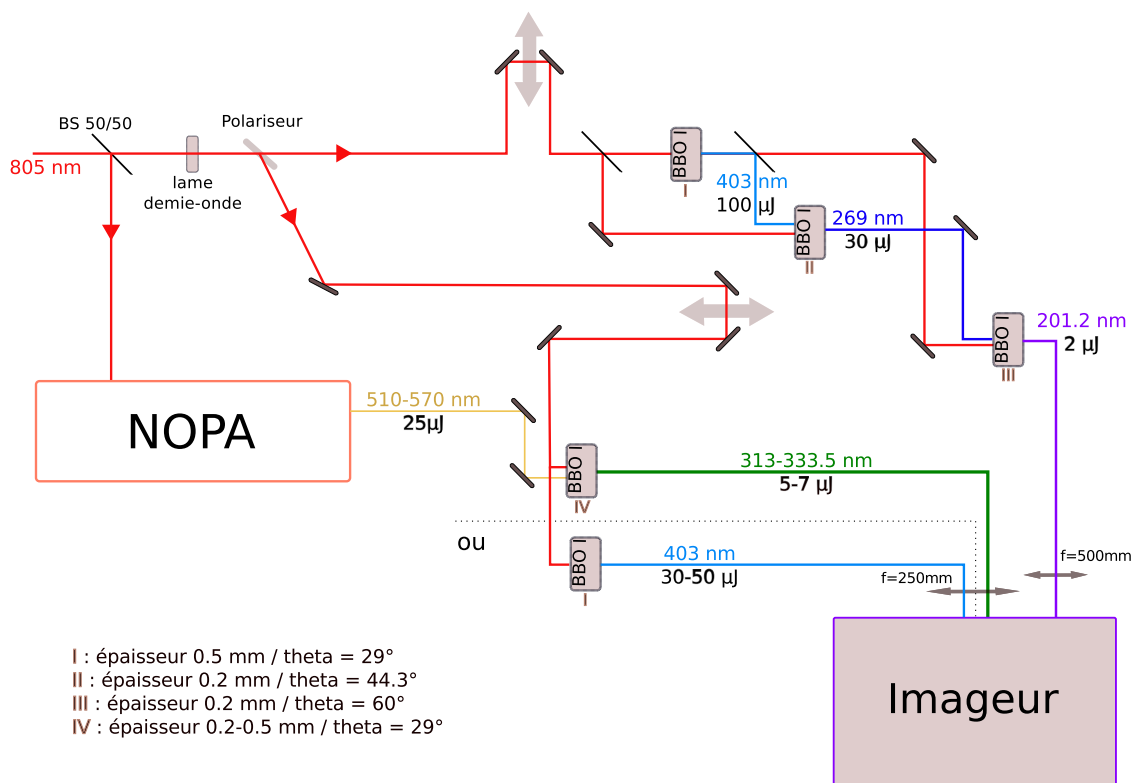 BS 50/50
Polariseur
805 nm
lame
demie-onde
BBO I
I
403 nm
100 µJ
BBO I
II
269 nm
30 µJ
BBO I
III
201.2 nm
2 µJ
NOPA
510-570 nm
25µJ
BBO I
IV
313-333.5 nm
5-7 µJ
ou
BBO I
I
403 nm
30-50 µJ
f=250mm
f=500mm
Imageur
I : épaisseur 0.5 mm / theta = 29°
II : épaisseur 0.2 mm / theta = 44.3°
III : épaisseur 0.2 mm / theta = 60°
IV : épaisseur 0.2-0.5 mm / theta = 29°